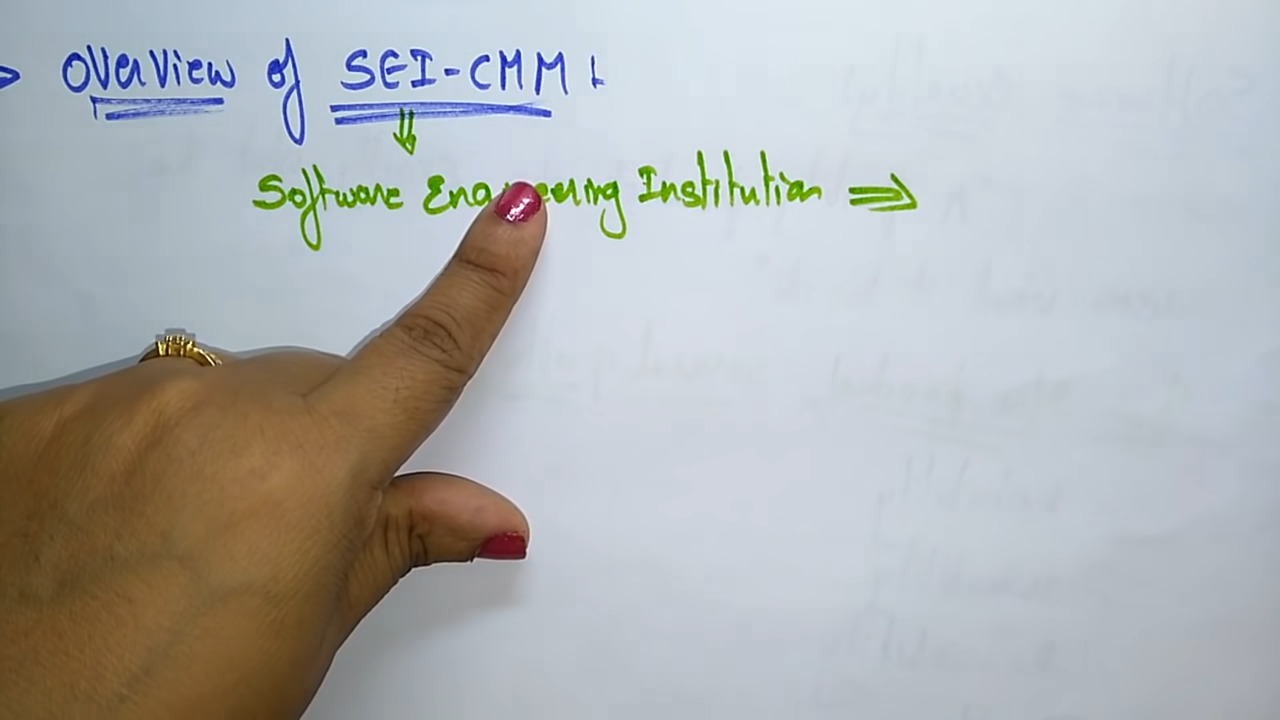 Overview of SEI-CMM :
Software Engineering Institution ⇒